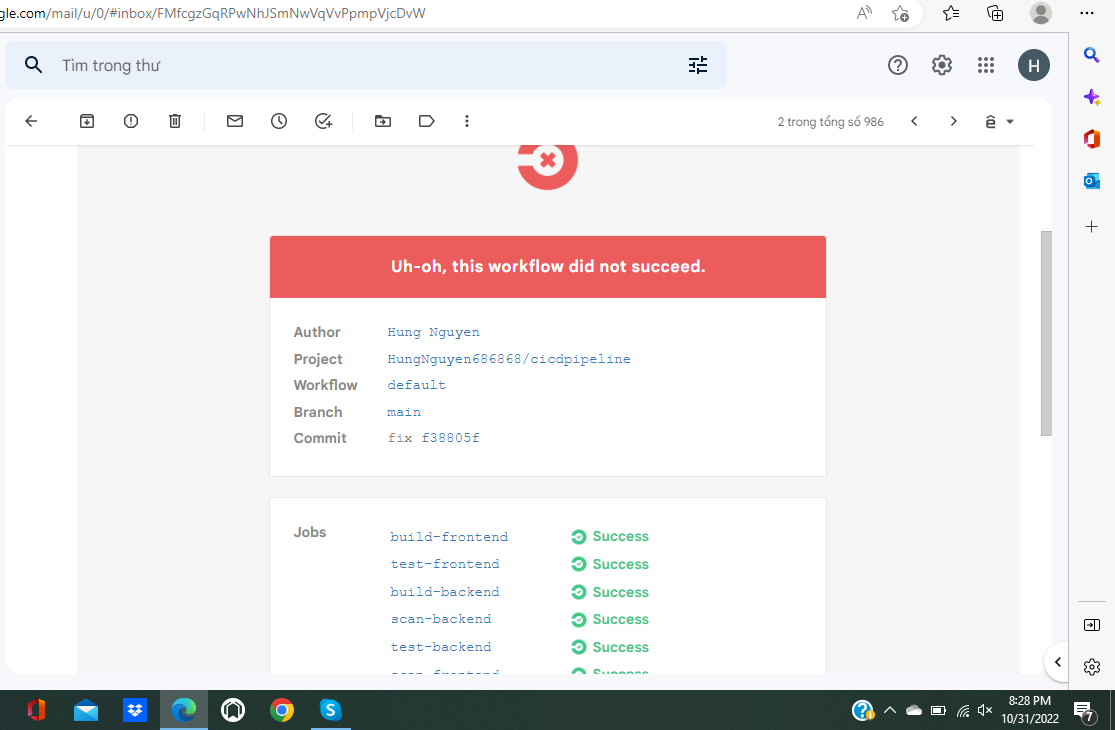 gle.com/mail/u/0/#inbox/FMfcgzGqRPwNhJSmNwVqVvPpmpVjcDvW
Tìm trong thư
H
2 trong tổng số 986
Uh-oh, this workflow did not succeed.
Author Hung Nguyen
Project HungNguyen686868/cicdpipeline
Workflow default
Branch main
Commit fix f38805f
Jobs build-frontend Success
test-frontend Success
build-backend Success
scan-backend Success
test-backend Success
scan-frontend Success
8:28 PM
10/31/2022
7